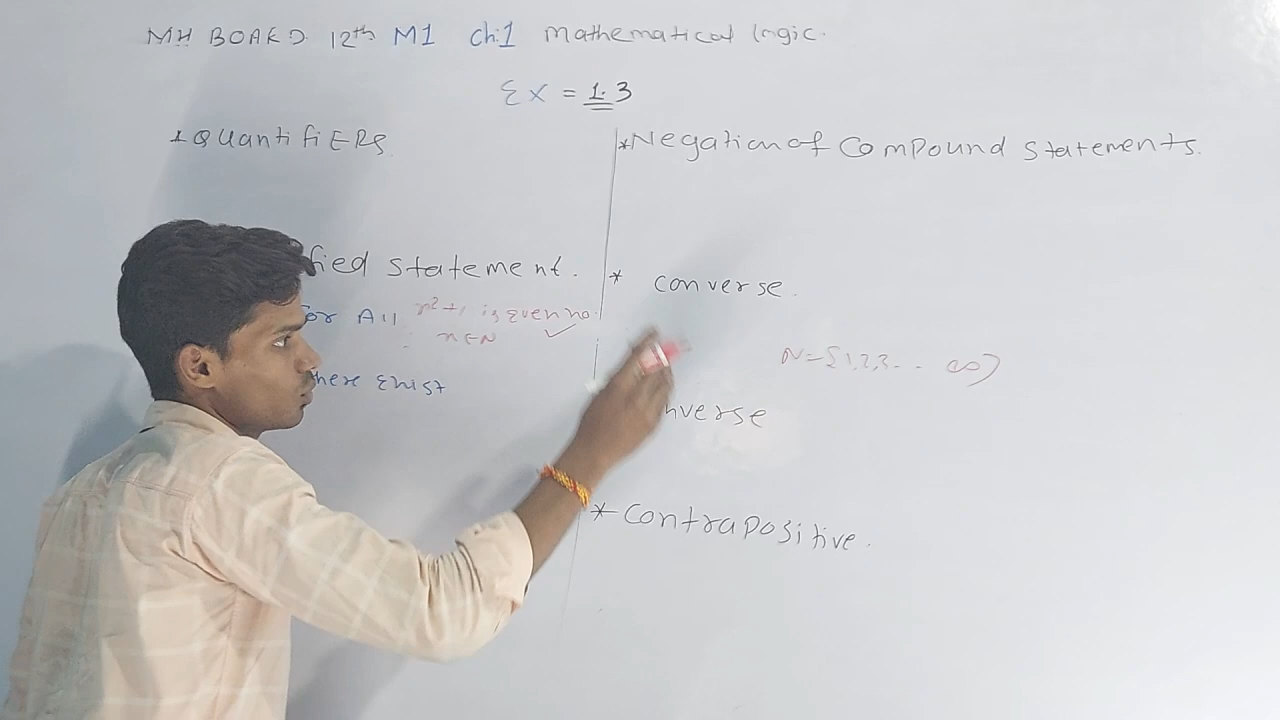 MH BOARD 12th M1 Ch:1 Mathematical logic.
Ex = 1.3
*QUantifiERS.
fied statement.
For All n²+1 is even no.
: n∈N
here Exist
*Negation of ComPound statements.
* converse.
N={1,2,3.. ∞}
nverse
*contrapositive.